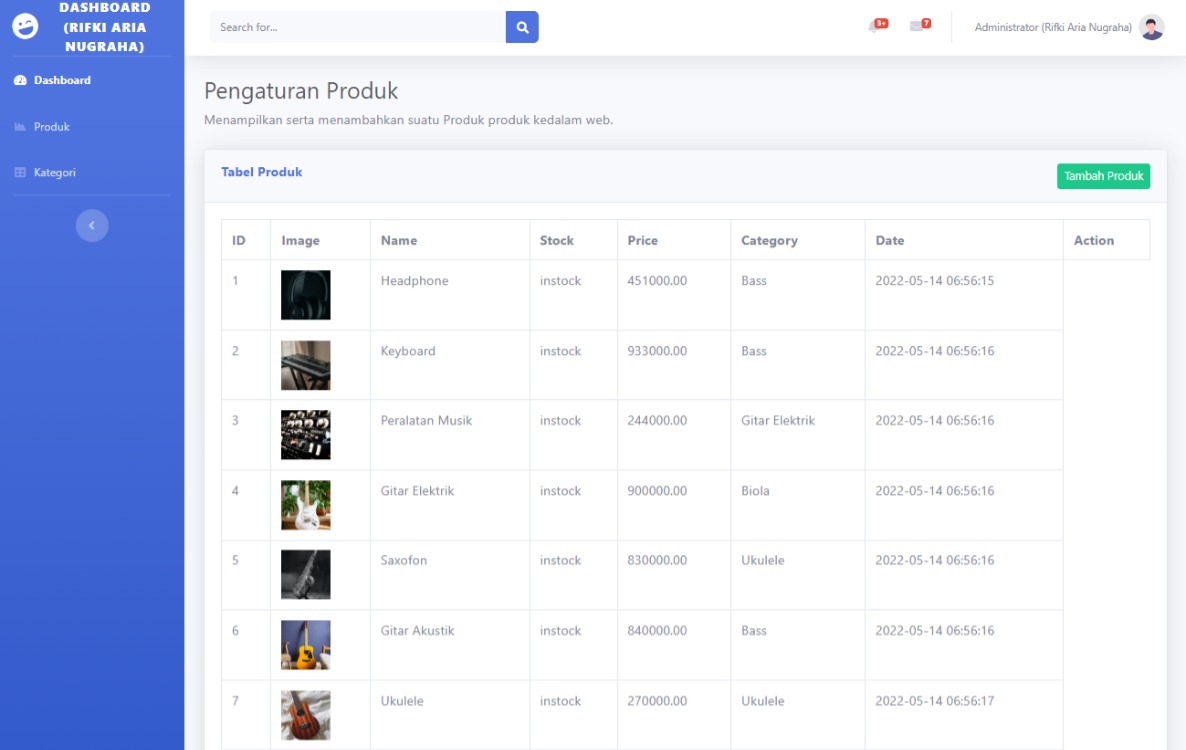 DASHBOARD
(RIFKI ARIA
NUGRAHA)
Search for...
3+
7
Administrator (Rifki Aria Nugraha)
Dashboard
Produk
Kategori
Pengaturan Produk
Menampilkan serta menambahkan suatu Produk produk kedalam web.
Tabel Produk
Tambah Produk
ID Image Name Stock Price Category Date Action
1 Headphone instock 451000.00 Bass 2022-05-14 06:56:15
2 Keyboard instock 933000.00 Bass 2022-05-14 06:56:16
3 Peralatan Musik instock 244000.00 Gitar Elektrik 2022-05-14 06:56:16
4 Gitar Elektrik instock 900000.00 Biola 2022-05-14 06:56:16
5 Saxofon instock 830000.00 Ukulele 2022-05-14 06:56:16
6 Gitar Akustik instock 840000.00 Bass 2022-05-14 06:56:16
7 Ukulele instock 270000.00 Ukulele 2022-05-14 06:56:17